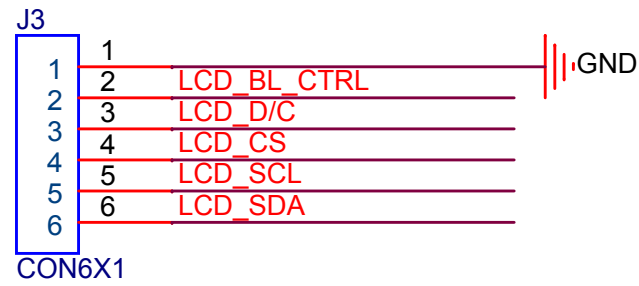 J3
1 1 GND
2 2 LCD_BL_CTRL
3 3 LCD_D/C
4 4 LCD_CS
5 5 LCD_SCL
6 6 LCD_SDA
CON6X1